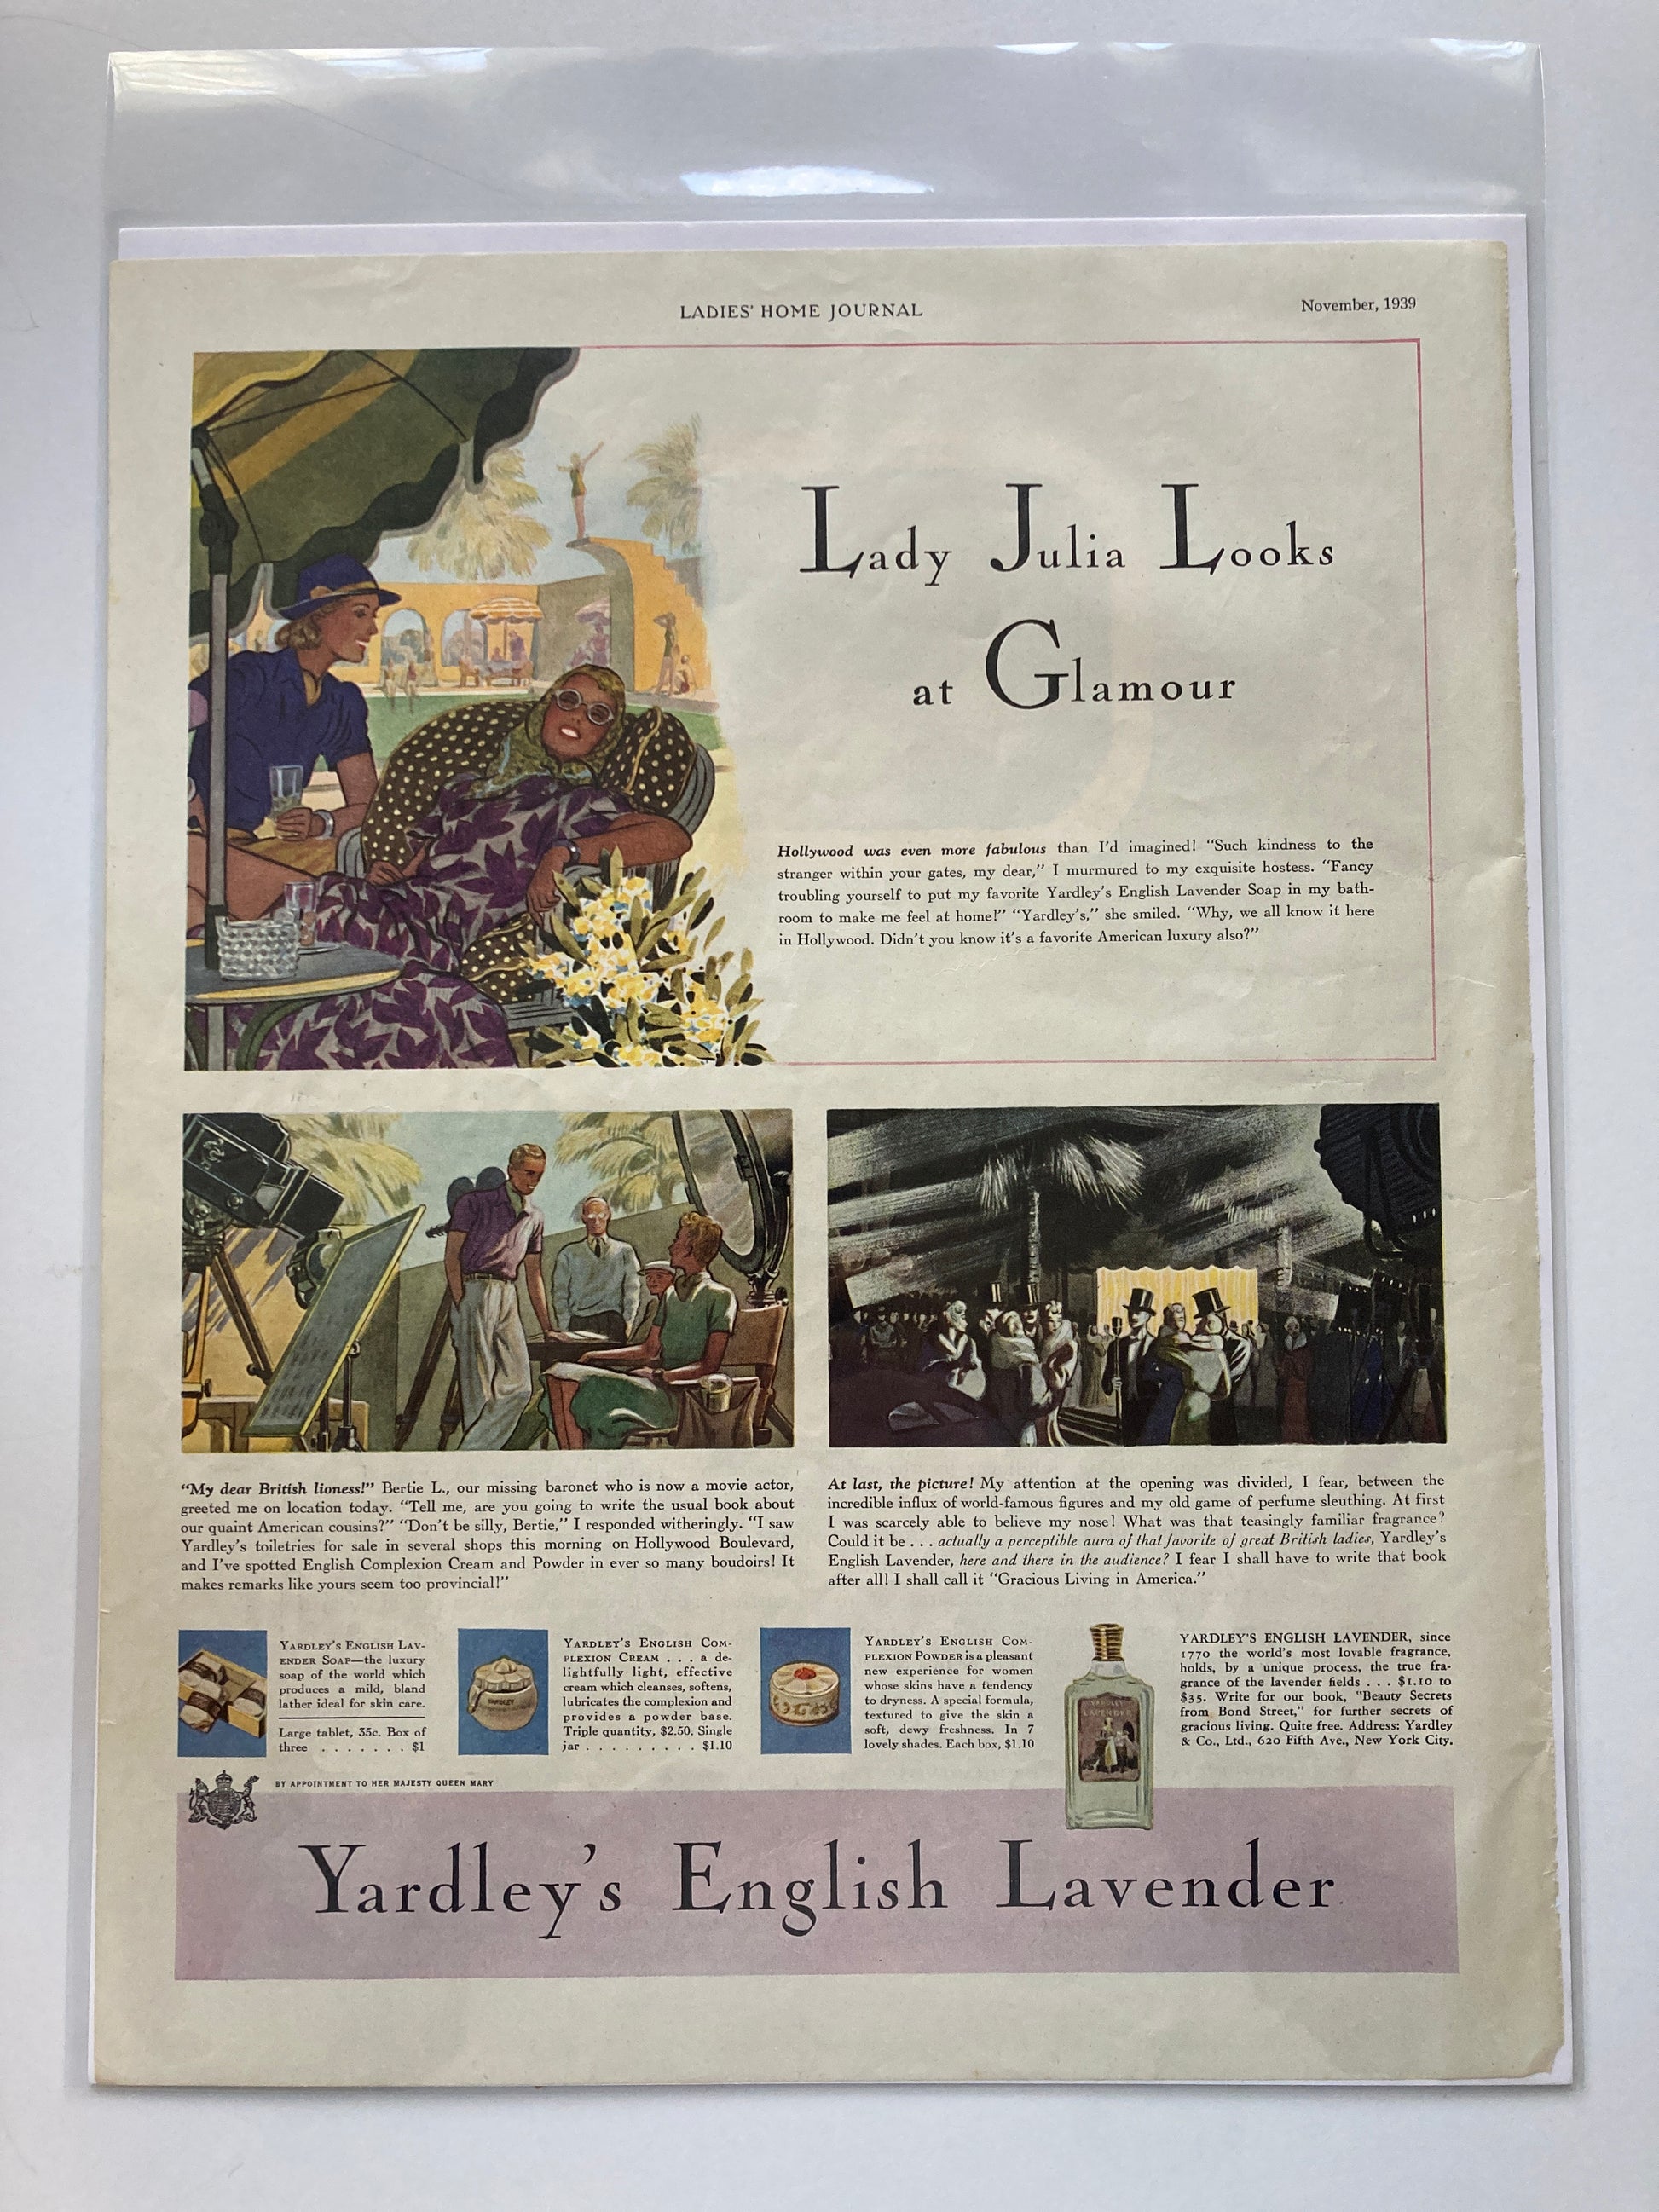 LADIES' HOME JOURNAL
November, 1939
Lady Julia Looks
at Glamour
Hollywood was even more fabulous than I'd imagined! “Such kindness to the
stranger within your gates, my dear,” I murmured to my exquisite hostess. “Fancy
troubling yourself to put my favorite Yardley's English Lavender Soap in my bath-
room to make me feel at home!” “Yardley's,” she smiled. “Why, we all know it here
in Hollywood. Didn't you know it's a favorite American luxury also?”
“My dear British lioness!” Bertie L., our missing baronet who is now a movie actor,
greeted me on location today. “Tell me, are you going to write the usual book about
our quaint American cousins?” “Don't be silly, Bertie,” I responded witheringly. “I saw
Yardley's toiletries for sale in several shops this morning on Hollywood Boulevard,
and I've spotted English Complexion Cream and Powder in ever so many boudoirs! It
makes remarks like yours seem too provincial!”
At last, the picture! My attention at the opening was divided, I fear, between the
incredible influx of world-famous figures and my old game of perfume sleuthing. At first
I was scarcely able to believe my nose! What was that teasingly familiar fragrance?
Could it be . . . actually a perceptible aura of that favorite of great British ladies, Yardley's
English Lavender, here and there in the audience? I fear I shall have to write that book
after all! I shall call it “Gracious Living in America.”
YARDLEY'S ENGLISH LAV-
ENDER SOAP—the luxury
soap of the world which
produces a mild, bland
lather ideal for skin care.
Large tablet, 35c. Box of
three . . . . . . . $1
YARDLEY
YARDLEY'S ENGLISH COM-
PLEXION CREAM . . . a de-
lightfully light, effective
cream which cleanses, softens,
lubricates the complexion and
provides a powder base.
Triple quantity, $2.50. Single
jar . . . . . . . . . $1.10
YARDLEY'S ENGLISH COM-
PLEXION POWDER is a pleasant
new experience for women
whose skins have a tendency
to dryness. A special formula,
textured to give the skin a
soft, dewy freshness. In 7
lovely shades. Each box, $1.10
YARDLEY'S
LAVENDER
YARDLEY'S ENGLISH LAVENDER, since
1770 the world's most lovable fragrance,
holds, by a unique process, the true fra-
grance of the lavender fields . . . $1.10 to
$35. Write for our book, "Beauty Secrets
from Bond Street," for further secrets of
gracious living. Quite free. Address: Yardley
& Co., Ltd., 620 Fifth Ave., New York City.
BY APPOINTMENT TO HER MAJESTY QUEEN MARY
Yardley's English Lavender